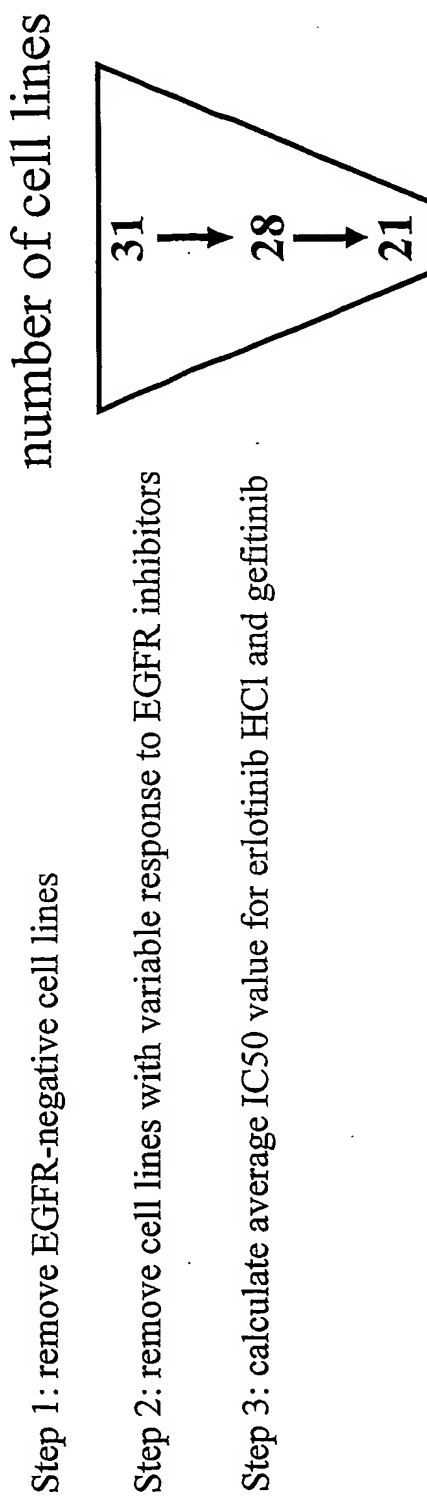 number of cell lines
Step 1: remove EGFR-negative cell lines
31
Step 2: remove cell lines with variable response to EGFR inhibitors
28
Step 3: calculate average IC50 value for erlotinib HCl and gefitinib
21